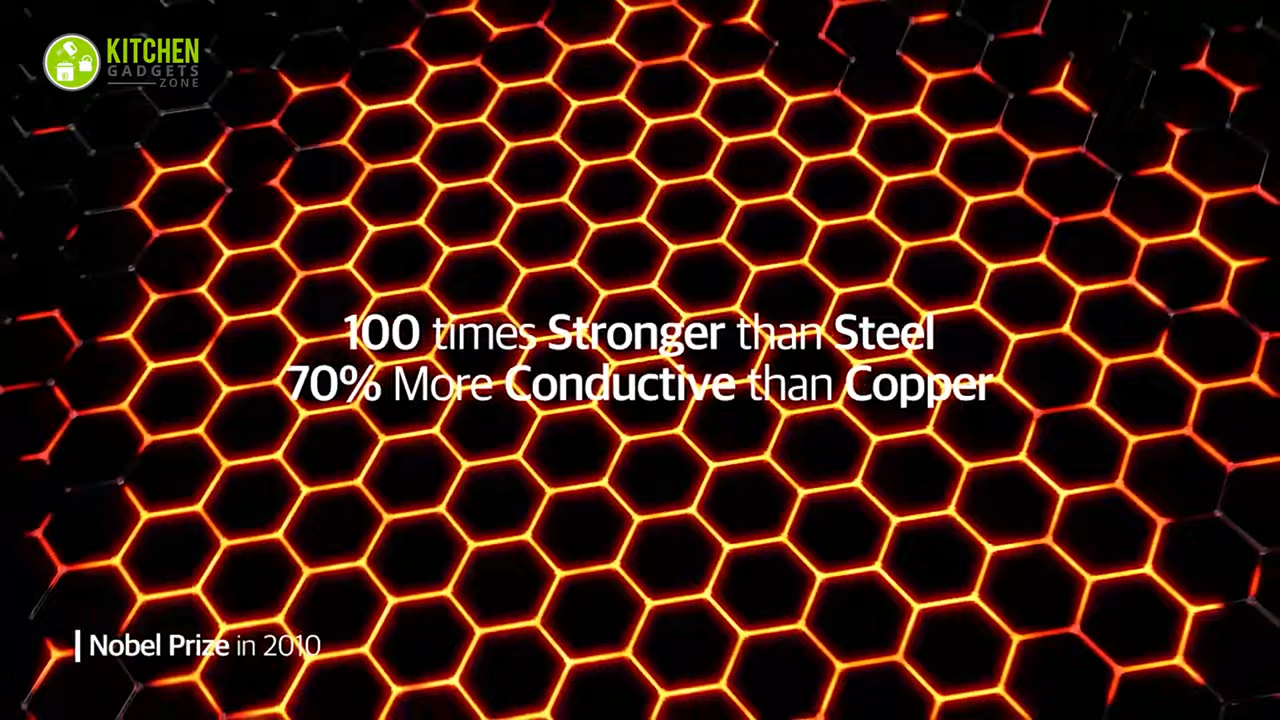 KITCHEN
GADGETS
ZONE
100 times Stronger than Steel
70% More Conductive than Copper
Nobel Prize in 2010